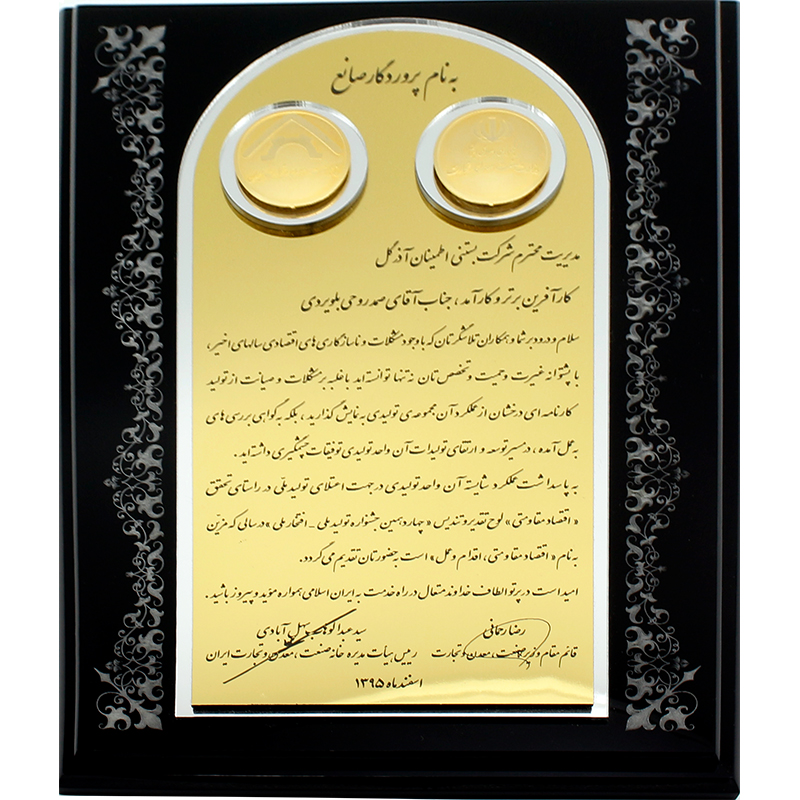 به نام پروردگار صانع
مدیریت محترم شرکت بستنی اطمینان آذر گل
کارآفرین برتر و کارآمد ، جناب آقای صمد روحی بلویردی
سلام و درود بر شما و همکاران تلاشگرتان که با وجود مشکلات و ناسازگاری های اقتصادی سالهای اخیر ،
با پشتوانه غیرت و حمیت و تخصص تان نه تنها توانسته اید با غلبه بر مشکلات و صیانت از تولید
کارنامه ای درخشان از عملکرد آن مجموعه ی تولیدی به نمایش گذارید ، بلکه به گواهی بررسی های
به عمل آمده ، در مسیر توسعه و ارتقای تولیدات آن واحد تولیدی توفیقات چشمگیری داشته اید .
به پاسداشت عملکرد شایسته آن واحد تولیدی در جهت اعتلای تولید ملّی در راستای تحقق
« اقتصاد مقاومتی » لوح تقدیر و تندیس « چهاردهمین جشنواره تولید ملی _ افتخار ملی » در سالی که مزیّن
به نام « اقتصاد مقاومتی ، اقدام و عمل » است به حضورتان تقدیم می گردد .
امید است در پرتو الطاف خداوند متعال در راه خدمت به ایران اسلامی همواره مؤید و پیروز باشید .
رضا رحمانی
قائم مقام وزیر صنعت ، معدن و تجارت
سید عبدالوهاب سهل آبادی
رییس هیأت مدیره خانه صنعت ، معدن و تجارت ایران
اسفند ماه ۱۳۹۵